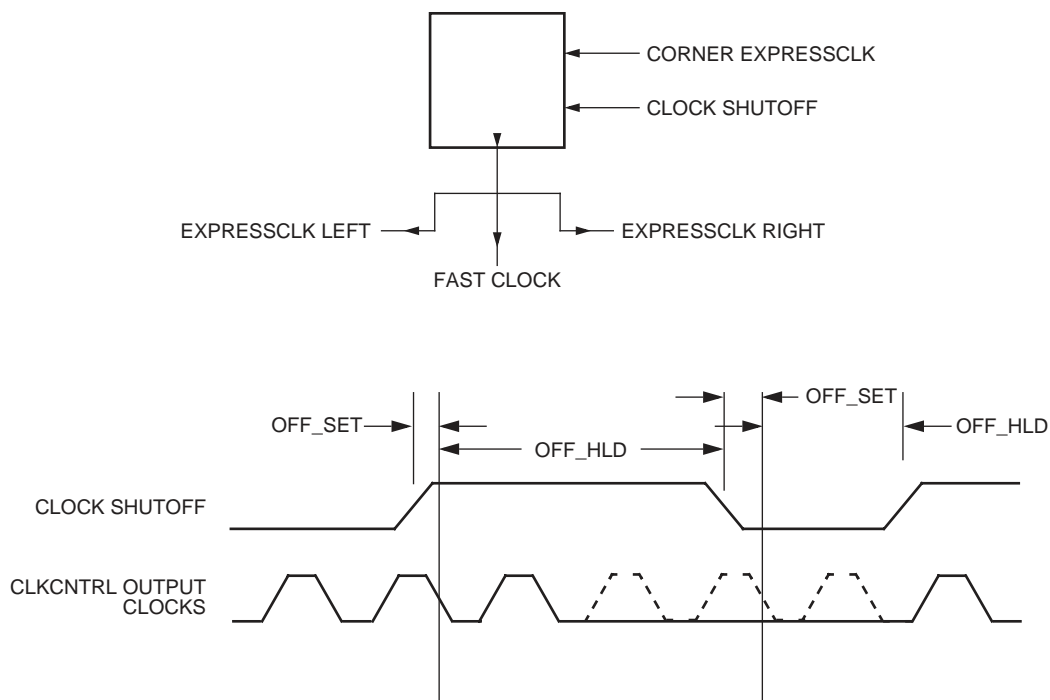 CORNER EXPRESSCLK
CLOCK SHUTOFF
EXPRESSCLK LEFT
EXPRESSCLK RIGHT
FAST CLOCK
OFF_SET
OFF_SET
OFF_HLD
OFF_HLD
CLOCK SHUTOFF
CLKCNTRL OUTPUT
CLOCKS